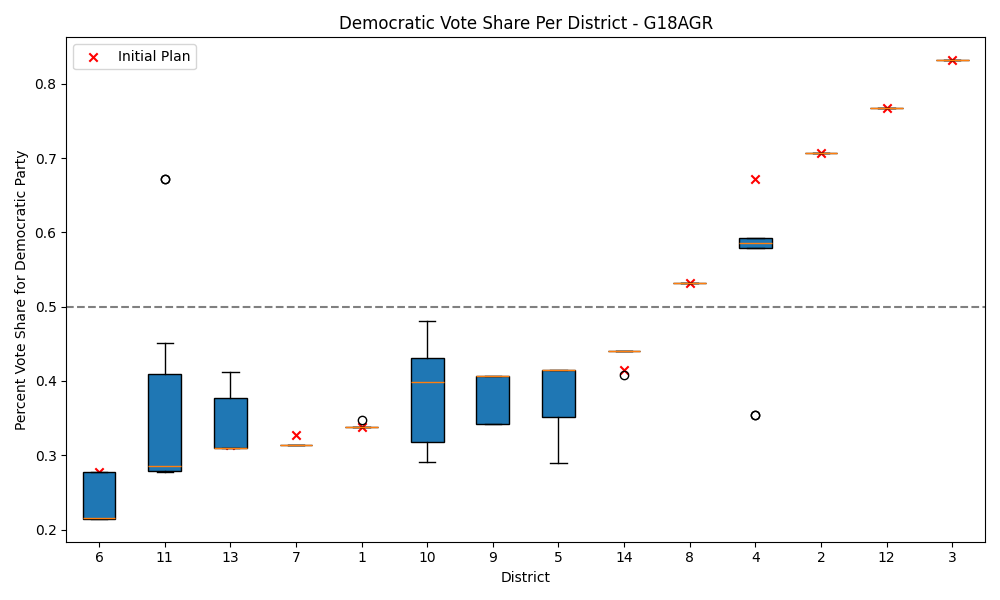 Democratic Vote Share Per District - G18AGR
Initial Plan
Percent Vote Share for Democratic Party
0.8
0.7
0.6
0.5
0.4
0.3
0.2
6 11 13 7 1 10 9 5 14 8 4 2 12 3
District